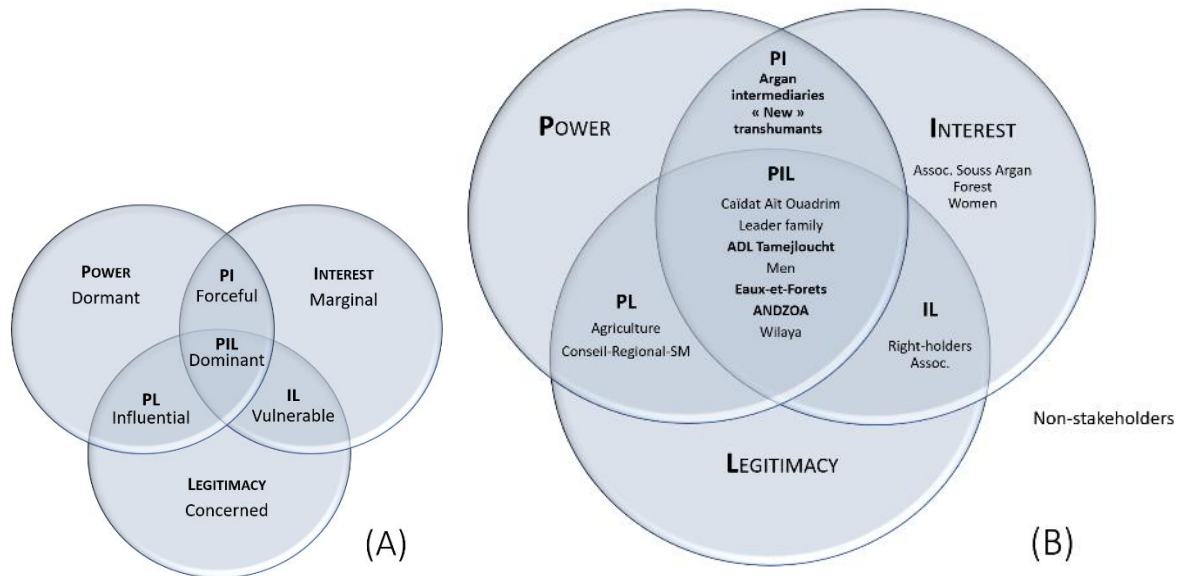 POWER
Dormant
PI
Forceful
INTEREST
Marginal
PIL
Dominant
PL
Influential
IL
Vulnerable
LEGITIMACY
Concerned
(A)
POWER
PI
Argan
intermediaries
« New »
transhumants
INTEREST
Assoc. Souss Argan
Forest
Women
PIL
Caïdat Ait Ouadrim
Leader family
ADL Tamejloucht
Men
Eaux-et-Forets
ANDZOA
Wilaya
PL
Agriculture
Conseil-Regional-SM
IL
Right-holders
Assoc.
Non-stakeholders
LEGITIMACY
(B)